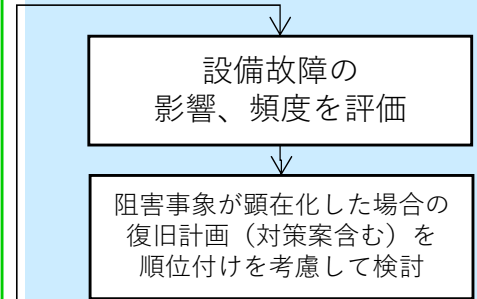 設備故障の
影響、頻度を評価
阻害事象が顕在化した場合の
復旧計画（対策案含む）を
順位付けを考慮して検討